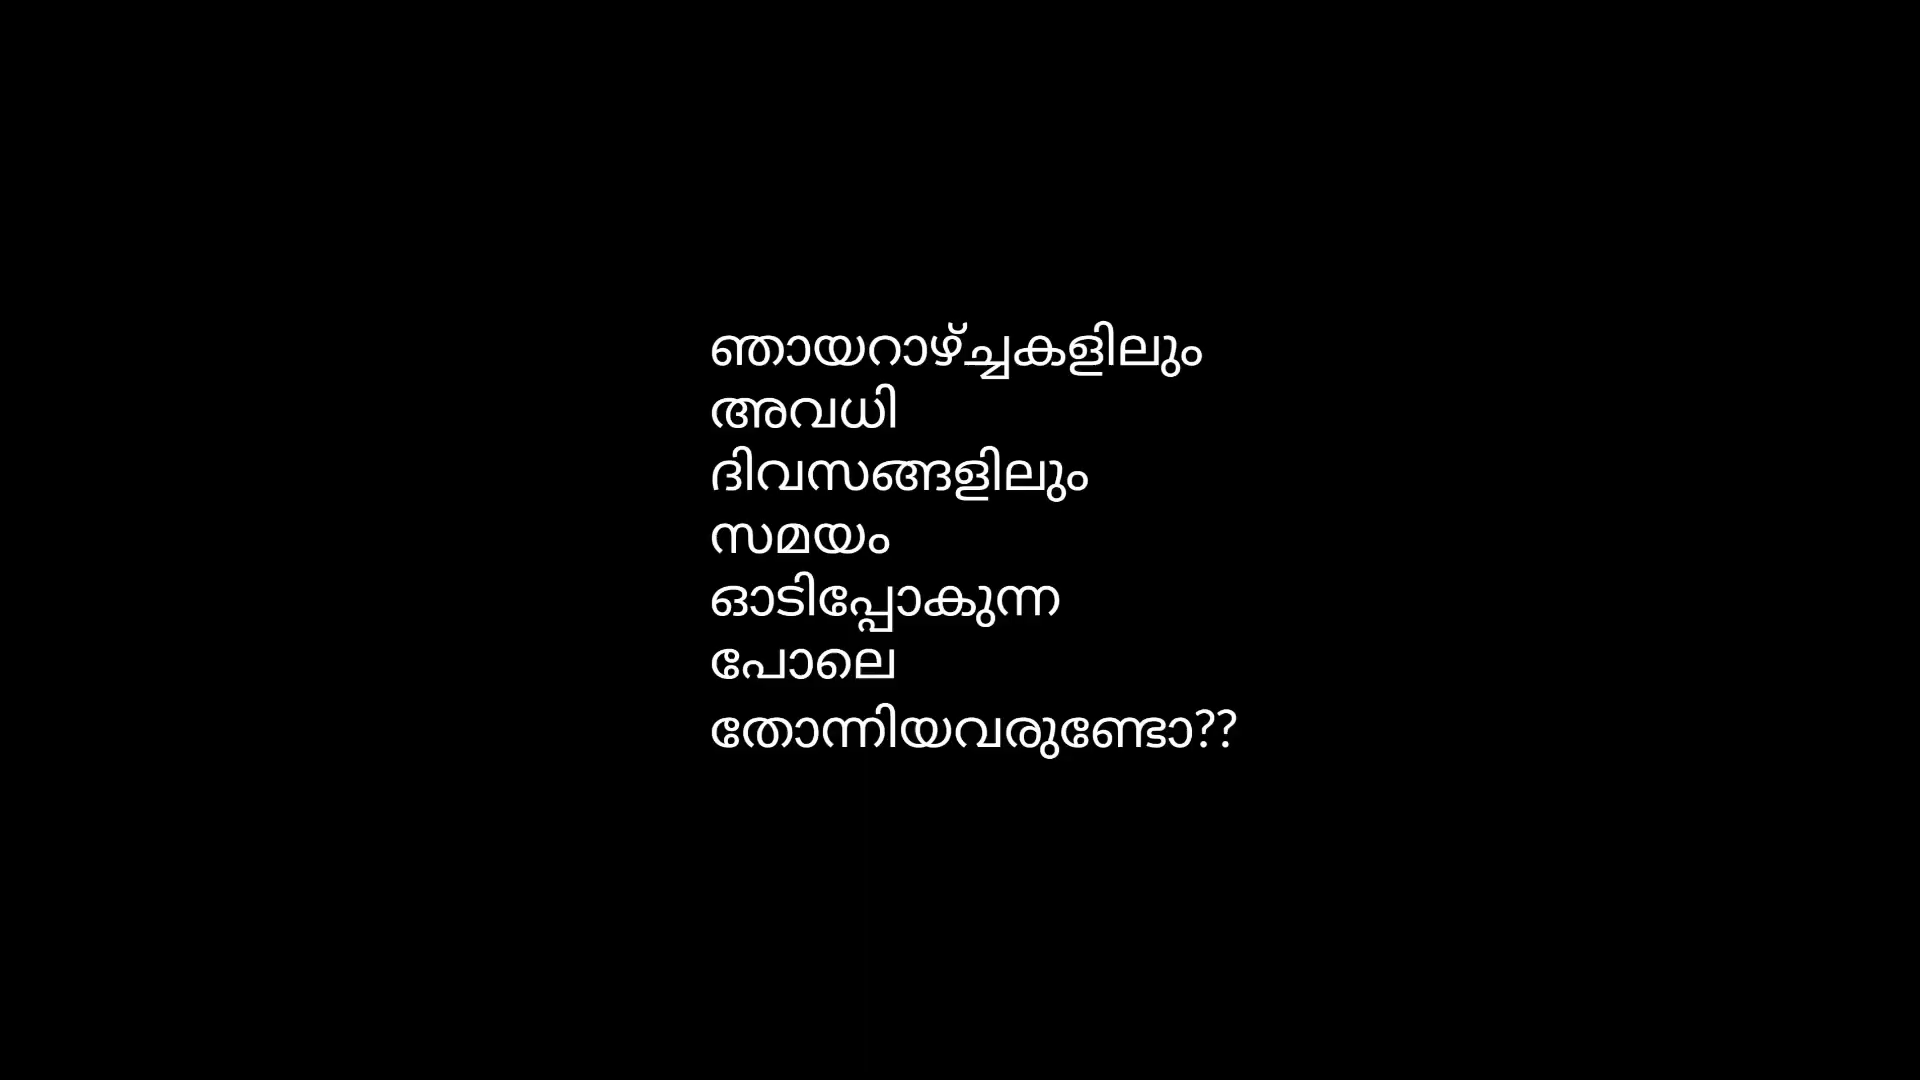 ഞായറാഴ്ച്ചകളിലും
അവധി
ദിവസങ്ങളിലും
സമയം
ഓടിപ്പോകുന്ന
പോലെ
തോന്നിയവരുണ്ടോ??